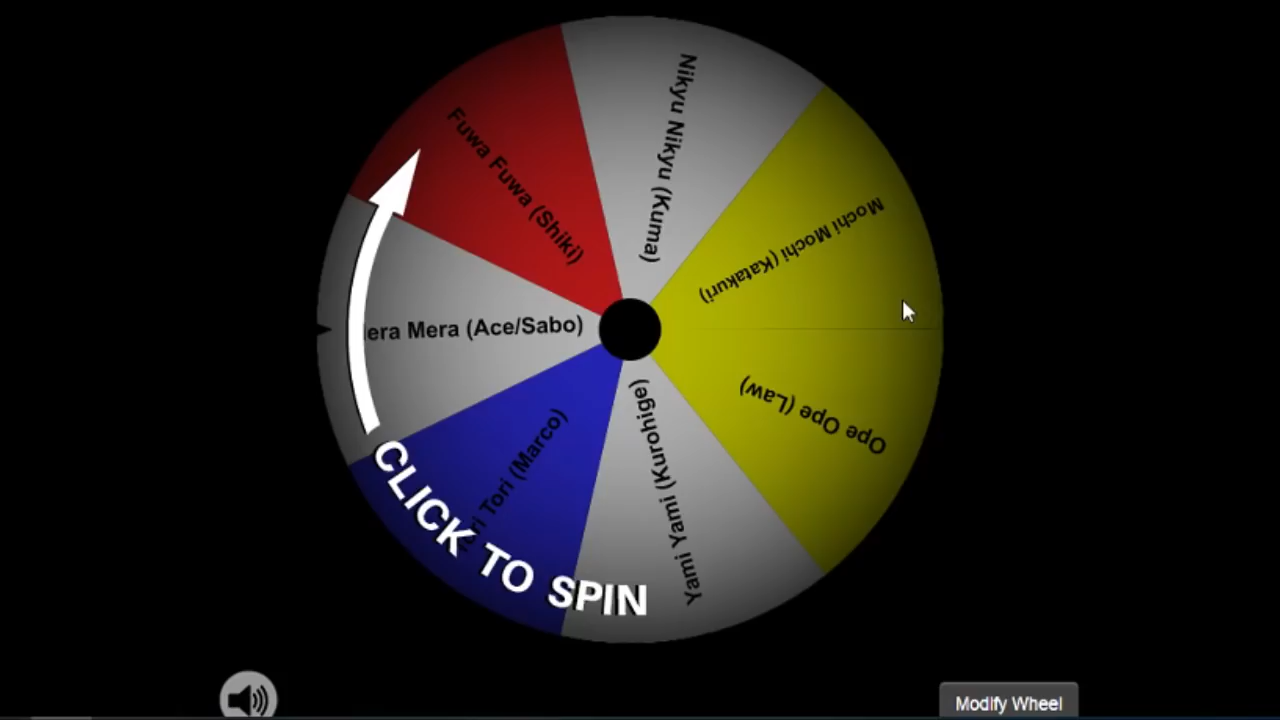 Nikyu Nikyu (Kuma)
Fuwa Fuwa (Shiki)
Mochi Mochi (Katakuri)
Mera (Ace/Sabo)
Ope Ope (Law)
Tori (Marco)
Yami Yami (Kurohige)
CLICK TO SPIN
Modify Wheel